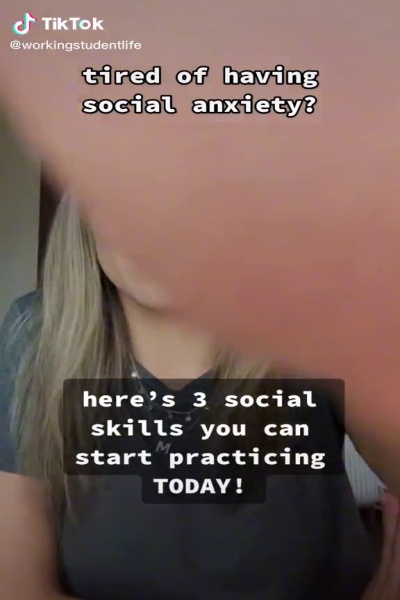 TikTok
@workingstudentlife
tired of having
social anxiety?
here's 3 social
skills you can
start practicing
TODAY!